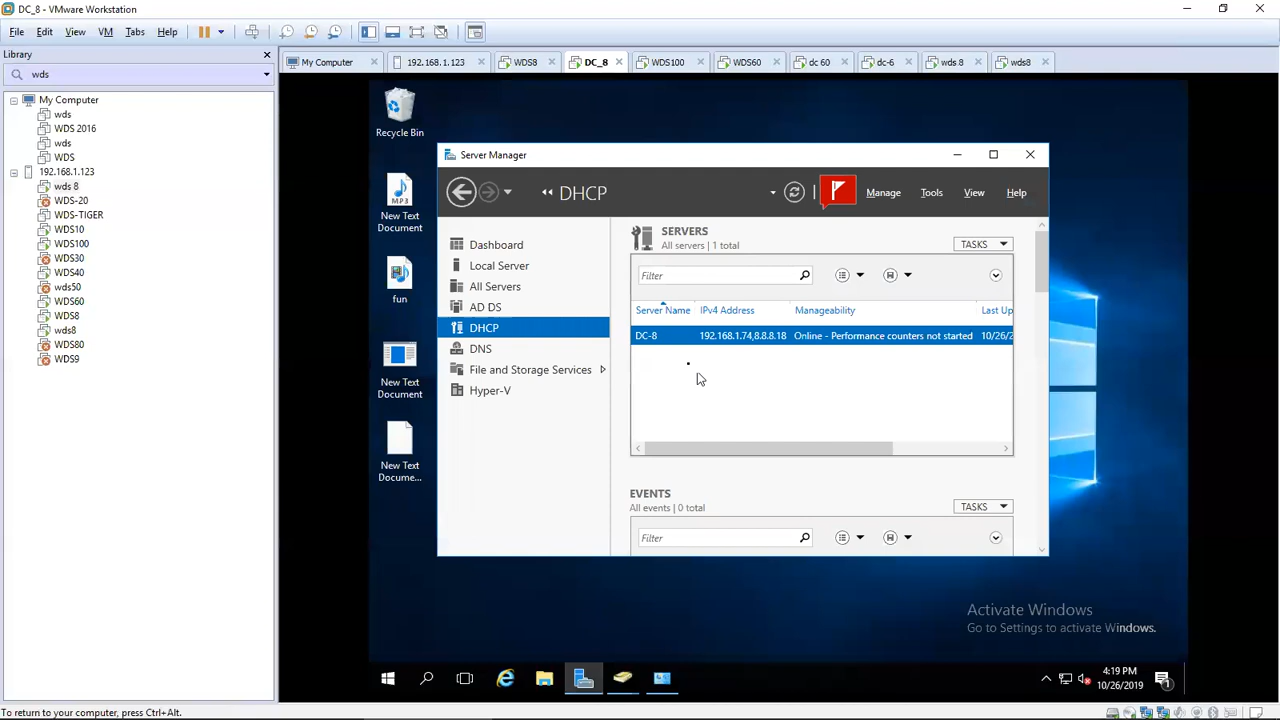 DC_8 - VMware Workstation
File Edit View VM Tabs Help
Library
wds
My Computer
wds
WDS 2016
wds
WDS
192.168.1.123
wds 8
WDS-20
WDS-TIGER
WDS10
WDS100
WDS30
WDS40
wds50
WDS60
WDS8
wds8
WDS80
WDS9
My Computer 192.168.1.123 WDS8 DC_8 WDS100 WDS60 dc 60 dc-6 wds 8 wds8
Recycle Bin
MP3
New Text
Document
fun
New Text
Document
New Text
Docume...
Server Manager
DHCP
Manage Tools View Help
Dashboard
Local Server
All Servers
AD DS
DHCP
DNS
File and Storage Services
Hyper-V
SERVERS
All servers | 1 total
TASKS
Filter
Server Name IPv4 Address Manageability Last Up
DC-8 192.168.1.74,8.8.8.18 Online - Performance counters not started 10/26/2
EVENTS
All events | 0 total
TASKS
Filter
Activate Windows
Go to Settings to activate Windows.
4:19 PM
10/26/2019
1
To return to your computer, press Ctrl+Alt.